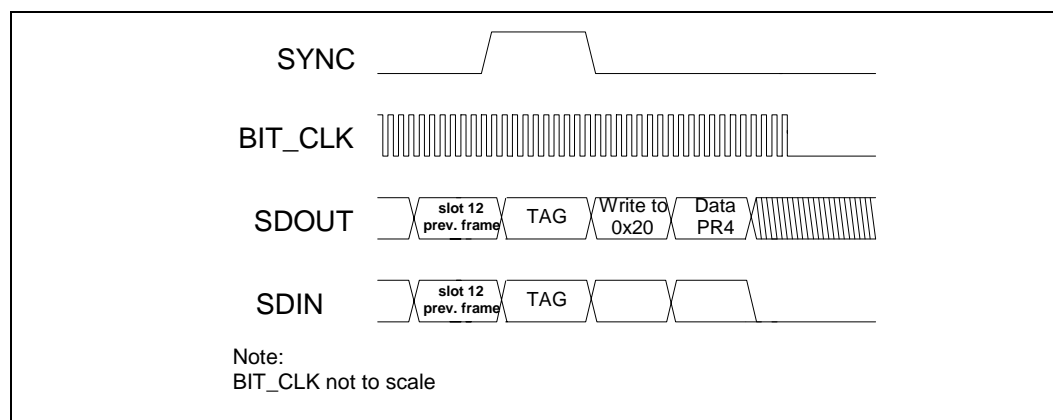 SYNC
BIT_CLK
SDOUT
slot 12
prev. frame
TAG
Write to
0x20
Data
PR4
SDIN
slot 12
prev. frame
TAG
Note:
BIT_CLK not to scale